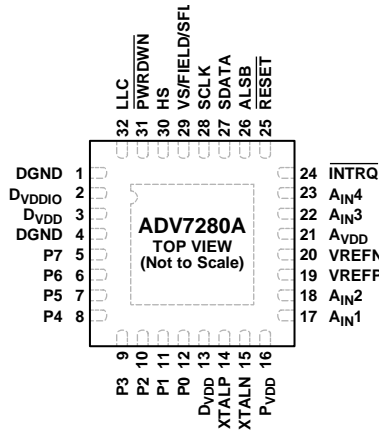 32 LLC
31 PWRDWN
30 HS
29 VS/FIELD/SFL
28 SCLK
27 SDATA
26 ALSB
25 RESET
DGND 1
DVDDIO 2
DVDD 3
DGND 4
P7 5
P6 6
P5 7
P4 8
ADV7280A
TOP VIEW
(Not to Scale)
24 INTRQ
23 AIN4
22 AIN3
21 AVDD
20 VREFN
19 VREFP
18 AIN2
17 AIN1
P3 9
P2 10
P1 11
P0 12
DVDD 13
XTALP 14
XTALN 15
PVDD 16